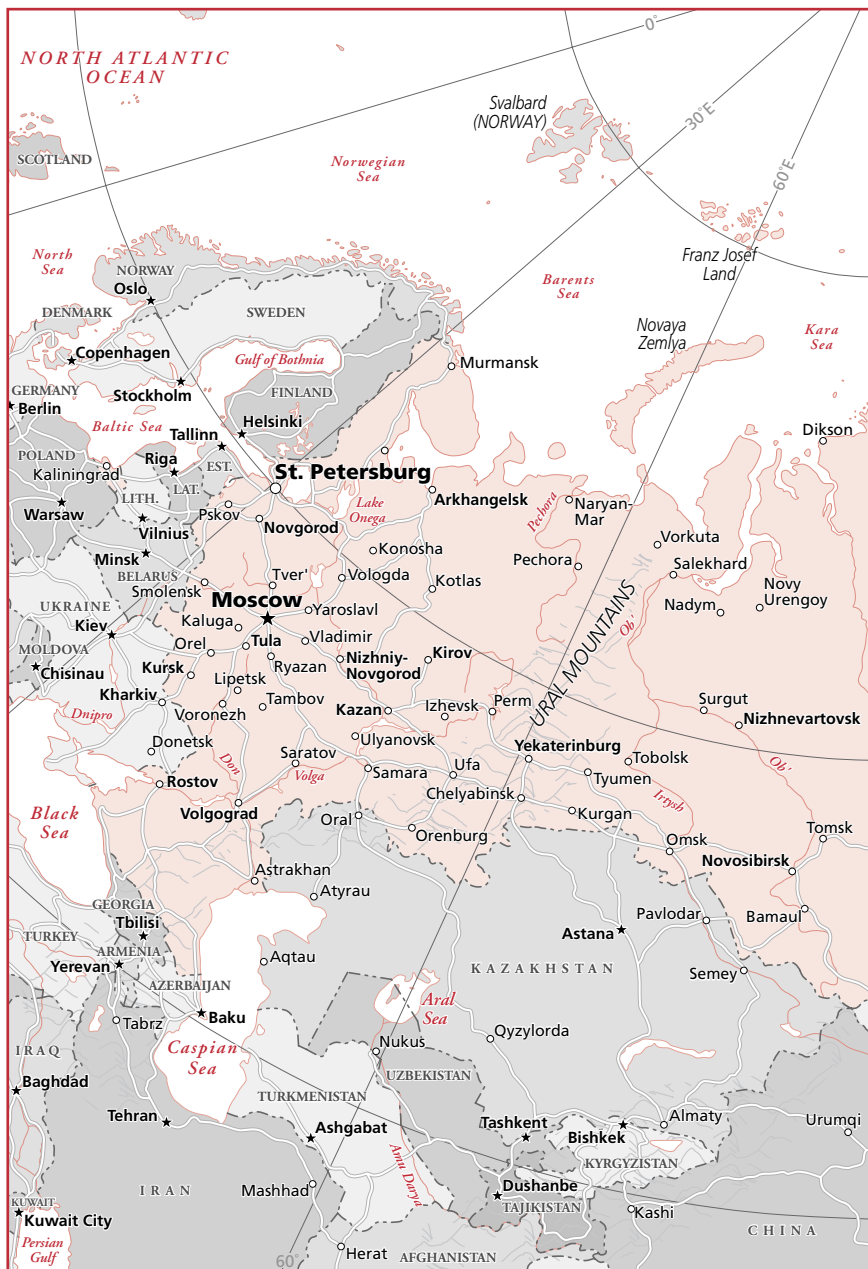 0°
NORTH ATLANTIC
OCEAN
Svalbard
(NORWAY)
30°E
SCOTLAND
Norwegian
Sea
60°E
North
Sea
Franz Josef
Land
NORWAY
Oslo
Barents
Sea
DENMARK
SWEDEN
Novaya
Zemlya
Kara
Sea
Copenhagen
Gulf of Bothnia
Murmansk
Stockholm
FINLAND
GERMANY
Berlin
Helsinki
Baltic Sea
Tallinn
Dikson
POLAND
Kaliningrad
Riga
EST.
St. Petersburg
LAT.
LITH.
Arkhangelsk
Warsaw
Pskov
Lake
Onega
Pechora
Naryan-
Mar
Vilnius
Novgorod
Minsk
Konosha
Vorkuta
BELARUS
Pechora
Salekhard
Smolensk
Tver'
Vologda
Kotlas
Novy
Urengoy
Moscow
Nadym
UKRAINE
Yaroslavl
Kiev
Kaluga
Ob'
URAL MOUNTAINS
MOLDOVA
Orel
Tula
Vladimir
Chisinau
Kursk
Ryazan
Nizhniy-
Novgorod
Kirov
Kharkiv
Lipetsk
Tambov
Kazan
Izhevsk
Perm
Surgut
Dnipro
Voronezh
Nizhnevartovsk
Donetsk
Ulyanovsk
Don
Saratov
Yekaterinburg
Tobolsk
Ob'
Rostov
Volga
Samara
Ufa
Tyumen
Black
Sea
Volgograd
Chelyabinsk
Irtysh
Oral
Kurgan
Orenburg
Omsk
Tomsk
Astrakhan
Novosibirsk
Atyrau
GEORGIA
Tbilisi
Pavlodar
Barnaul
TURKEY
Astana
ARMENIA
Yerevan
Aqtau
KAZAKHSTAN
Semey
AZERBAIJAN
Aral
Sea
Tabrz
Baku
Qyzylorda
IRAQ
Caspian
Sea
Nukus
UZBEKISTAN
Baghdad
TURKMENISTAN
Tehran
Ashgabat
Tashkent
Almaty
Urumqi
Bishkek
Amu Darya
KYRGYZISTAN
IRAN
Mashhad
Dushanbe
KUWAIT
TAJIKISTAN
Kuwait City
Kashi
CHINA
Persian
Gulf
60°
Herat
AFGHANISTAN